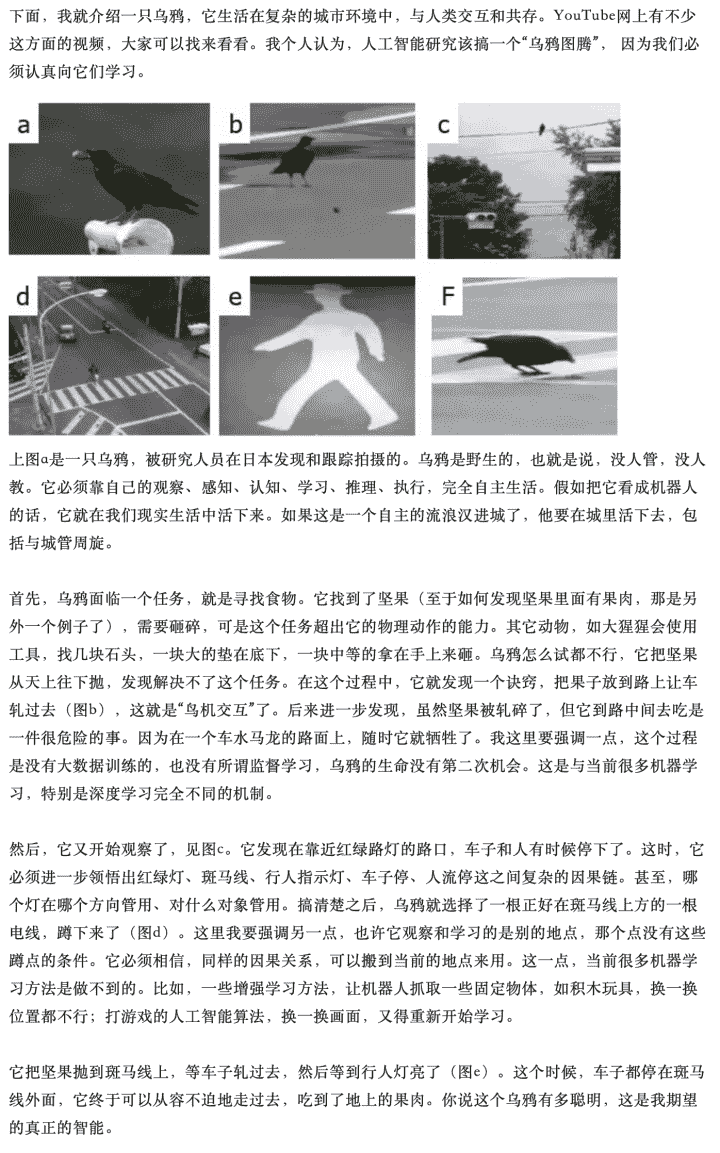 下面，我就介绍一只乌鸦，它生活在复杂的城市环境中，与人类交互和共存。YouTube网上有不少
这方面的视频，大家可以找来看看。我个人认为，人工智能研究该搞一个“乌鸦图腾”， 因为我们必
须认真向它们学习。
a
b
c
d
e
F
上图a是一只乌鸦，被研究人员在日本发现和跟踪拍摄的。乌鸦是野生的，也就是说，没人管，没人
教。它必须靠自己的观察、感知、认知、学习、推理、执行，完全自主生活。假如把它看成机器人
的话，它就在我们现实生活中活下来。如果这是一个自主的流浪汉进城了，他要在城里活下去，包
括与城管周旋。
首先，乌鸦面临一个任务，就是寻找食物。它找到了坚果（至于如何发现坚果里面有果肉，那是另
外一个例子了），需要砸碎，可是这个任务超出它的物理动作的能力。其它动物，如大猩猩会使用
工具，找几块石头，一块大的垫在底下，一块中等的拿在手上来砸。乌鸦怎么试都不行，它把坚果
从天上往下抛，发现解决不了这个任务。在这个过程中，它就发现一个诀窍，把果子放到路上让车
轧过去（图b），这就是“鸟机交互”了。后来进一步发现，虽然坚果被轧碎了，但它到路中间去吃是
一件很危险的事。因为在一个车水马龙的路面上，随时它就牺牲了。我这里要强调一点，这个过程
是没有大数据训练的，也没有所谓监督学习，乌鸦的生命没有第二次机会。这是与当前很多机器学
习，特别是深度学习完全不同的机制。
然后，它又开始观察了，见图c。它发现在靠近红绿路灯的路口，车子和人有时候停下了。这时，它
必须进一步领悟出红绿灯、斑马线、行人指示灯、车子停、人流停这之间复杂的因果链。甚至，哪
个灯在哪个方向管用、对什么对象管用。搞清楚之后，乌鸦就选择了一根正好在斑马线上方的一根
电线，蹲下来了（图d）。这里我要强调另一点，也许它观察和学习的是别的地点，那个点没有这些
蹲点的条件。它必须相信，同样的因果关系，可以搬到当前的地点来用。这一点，当前很多机器学
习方法是做不到的。比如，一些增强学习方法，让机器人抓取一些固定物体，如积木玩具，换一换
位置都不行；打游戏的人工智能算法，换一换画面，又得重新开始学习。
它把坚果抛到斑马线上，等车子轧过去，然后等到行人灯亮了（图e）。这个时候，车子都停在斑马
线外面，它终于可以从容不迫地走过去，吃到了地上的果肉。你说这个乌鸦有多聪明，这是我期望
的真正的智能。